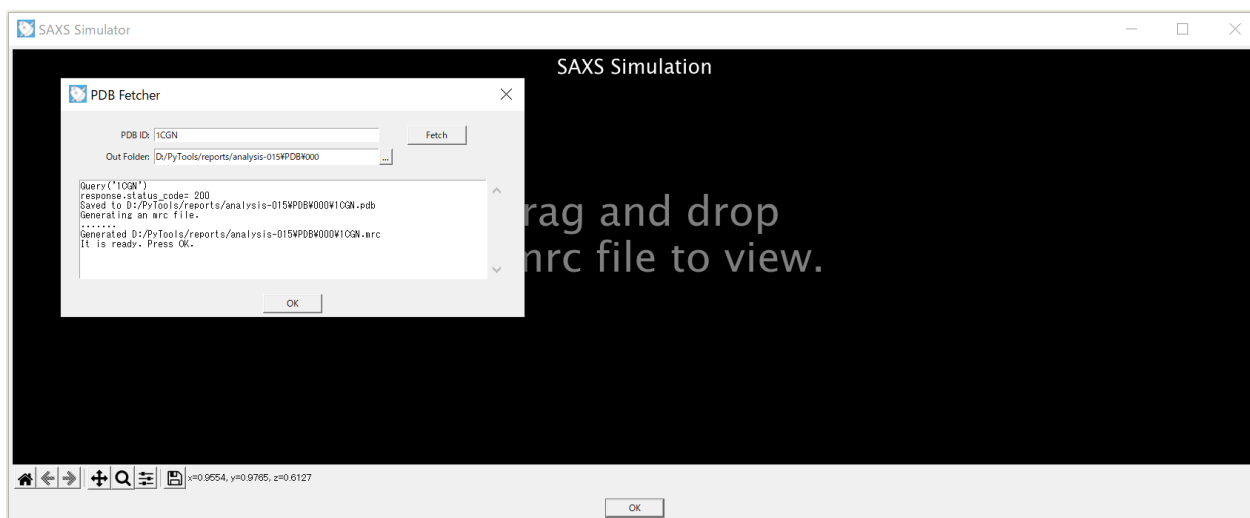 SAXS Simulator
SAXS Simulation
PDB Fetcher
PDB ID: 1CGN Fetch
Out Folder: D:/PyTools/reports/analysis-015¥PDB¥000 ...
Query('1CGN')
response.status_code= 200
Saved to D:/PyTools/reports/analysis-015¥PDB¥000¥1CGN.pdb
Generating an mrc file.
.......
Generated D:/PyTools/reports/analysis-015¥PDB¥000¥1CGN.mrc
It is ready. Press OK.
OK
rag and drop
mrc file to view.
x=0.9554, y=0.9765, z=0.6127
OK